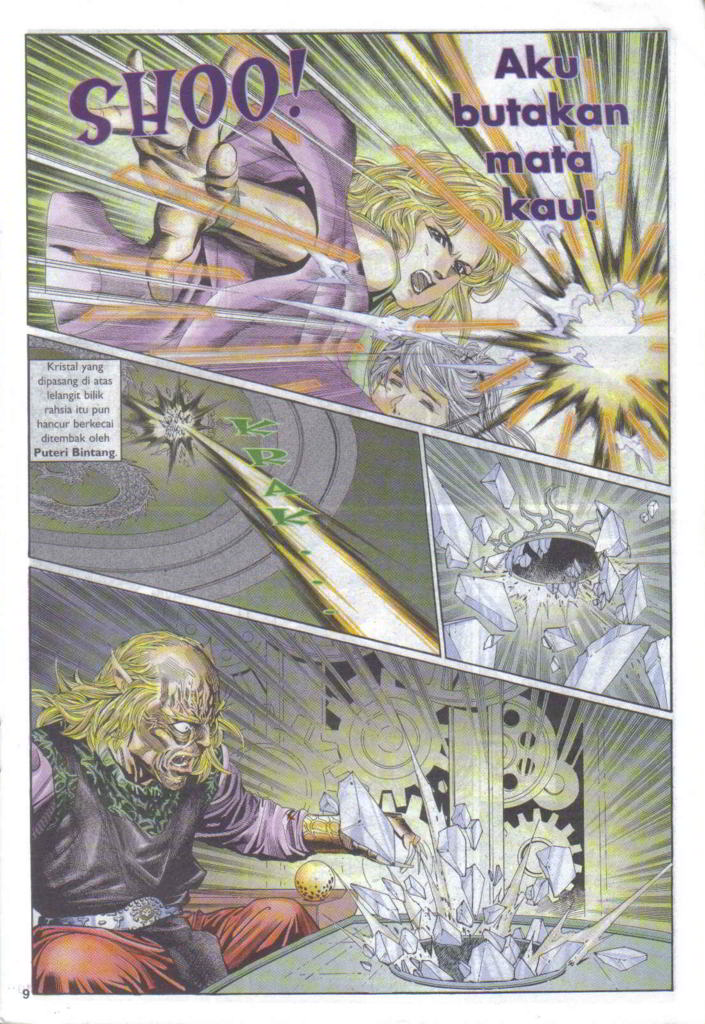 SHOO!
Aku
butakan
mata
kau!
Kristal yang
dipasang di atas
lelangit bilik
rahsia itu pun
hancur berkecai
ditembak oleh
Puteri Bintang.
KRAK....
9